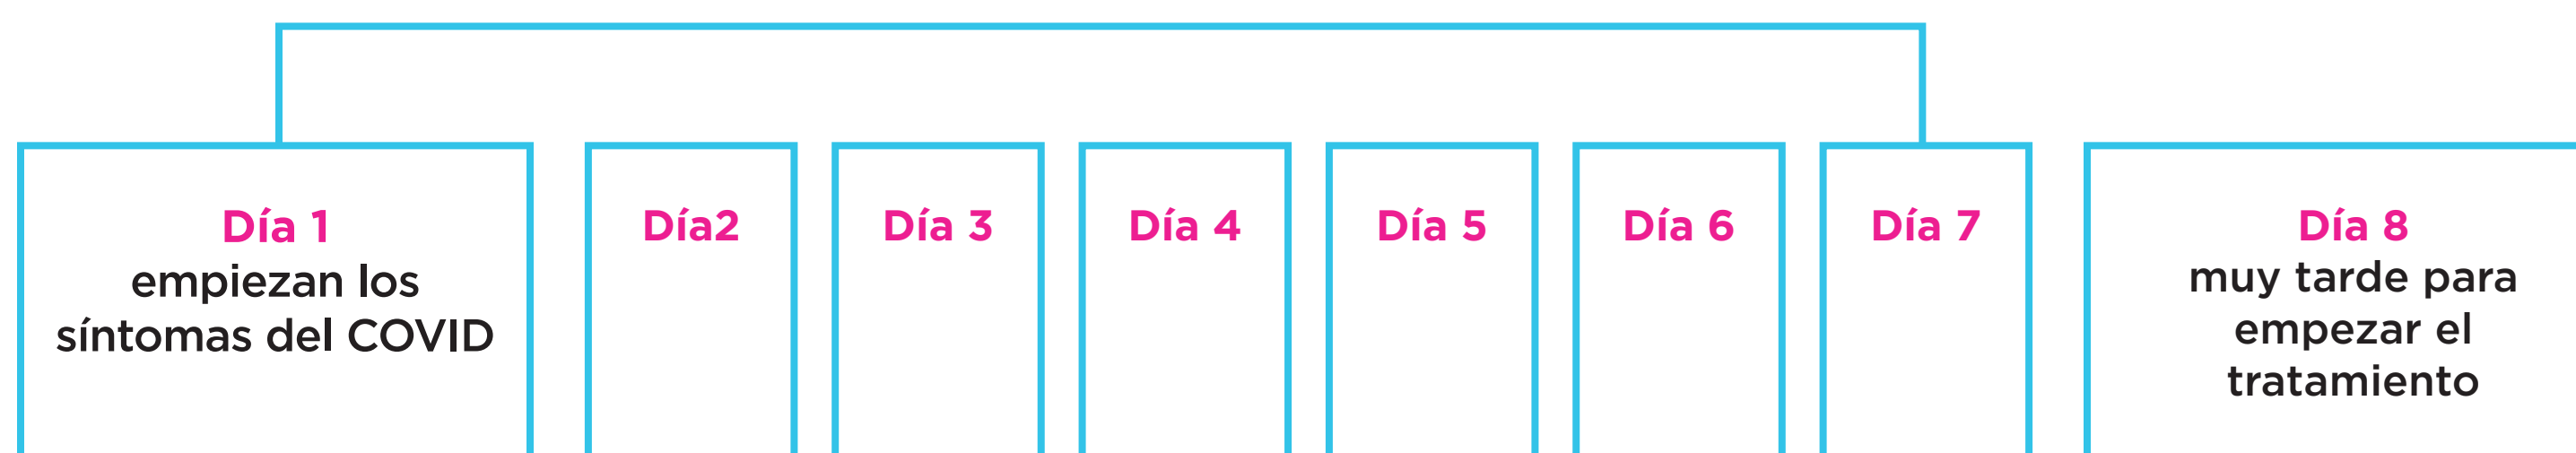 Día 1
empiezan los
síntomas del COVID
Día2
Día 3
Día 4
Día 5
Día 6
Día 7
Día 8
muy tarde para
empezar el
tratamiento